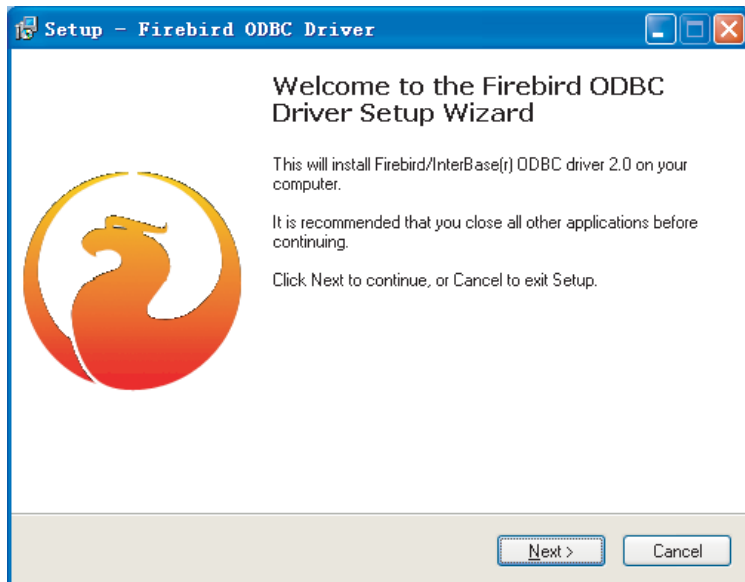 Setup - Firebird ODBC Driver
Welcome to the Firebird ODBC
Driver Setup Wizard
This will install Firebird/InterBase(r) ODBC driver 2.0 on your
computer.
It is recommended that you close all other applications before
continuing.
Click Next to continue, or Cancel to exit Setup.
Next >
Cancel